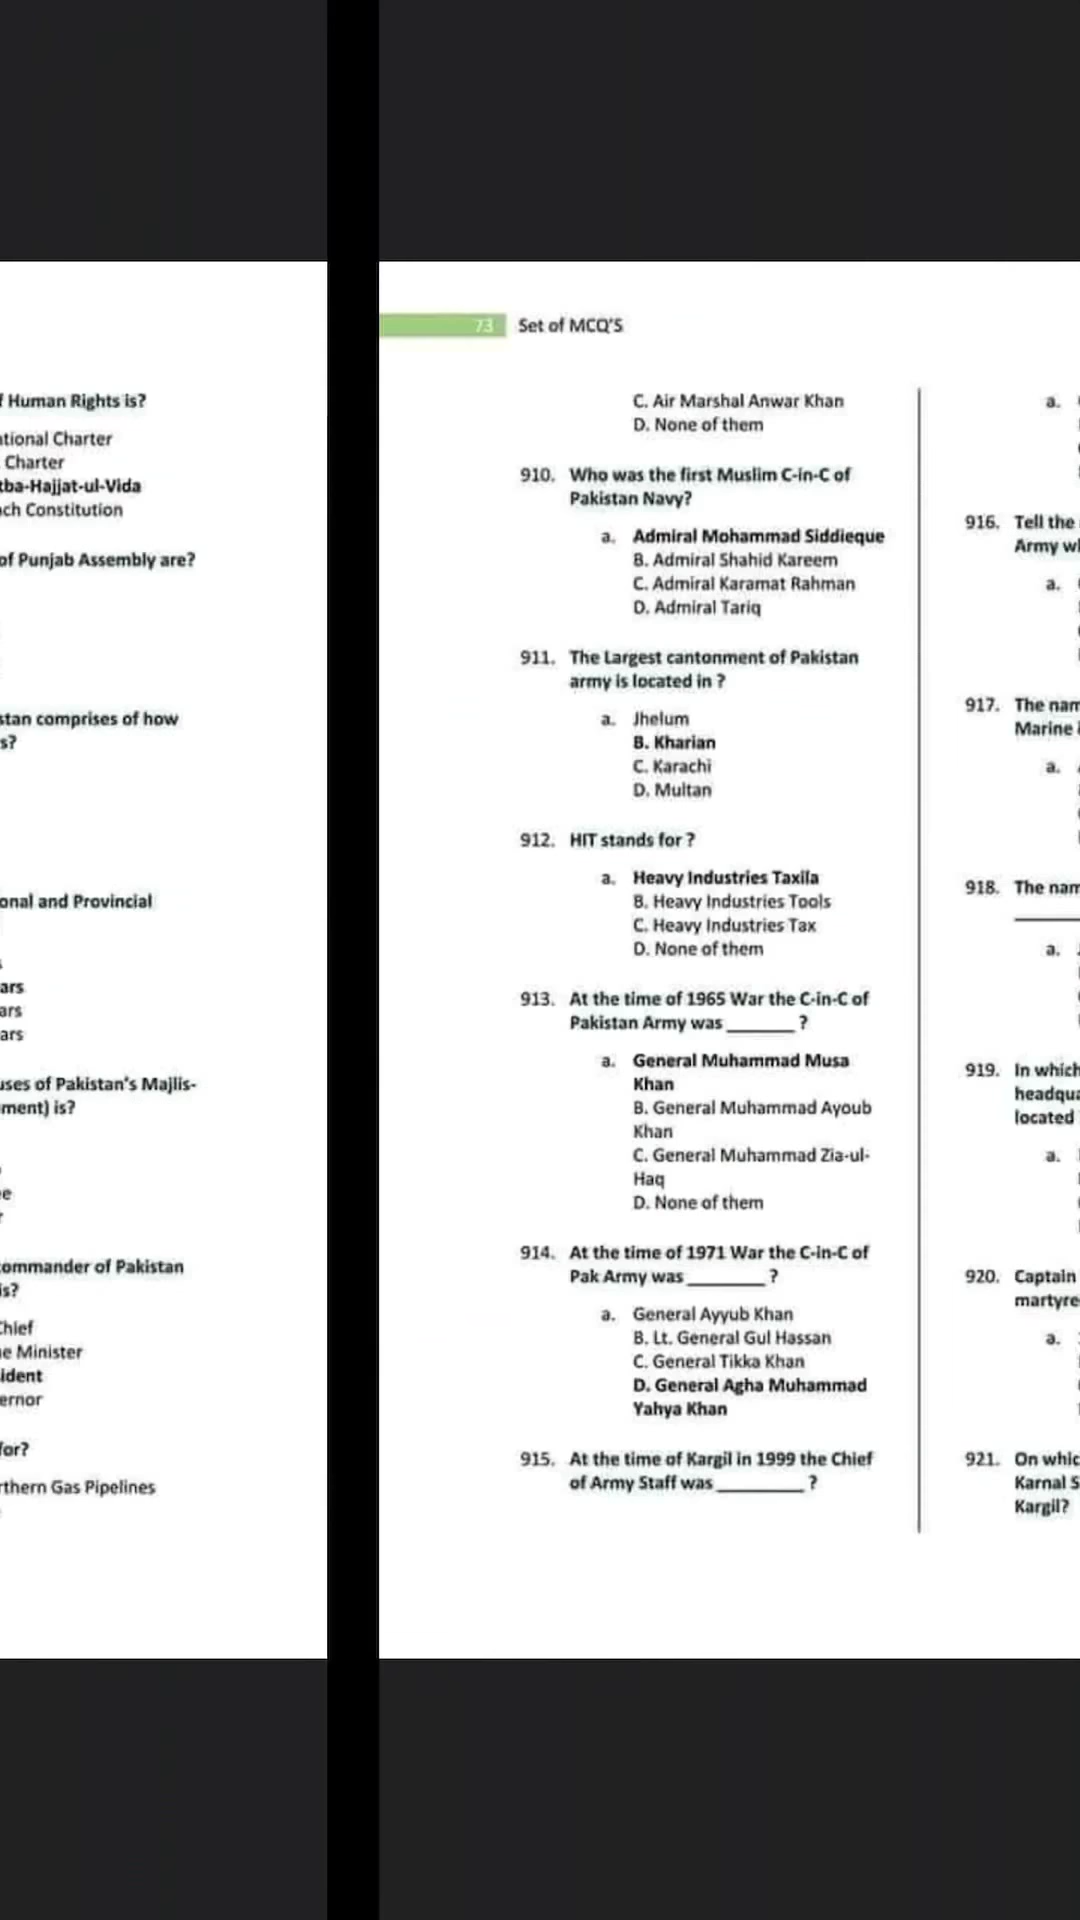 f Human Rights is?
ational Charter
Charter
tba-Hajjat-ul-Vida
ach Constitution
of Punjab Assembly are?
stan comprises of how
s?
onal and Provincial
ars
ars
ars
uses of Pakistan's Majlis-
ment) is?
e
r
commander of Pakistan
is?
Chief
ne Minister
ident
ernor
for?
rthern Gas Pipelines
73 Set of MCQ'S
C. Air Marshal Anwar Khan
D. None of them
910. Who was the first Muslim C-in-C of
Pakistan Navy?
a. Admiral Mohammad Siddieque
B. Admiral Shahid Kareem
C. Admiral Karamat Rahman
D. Admiral Tariq
911. The Largest cantonment of Pakistan
army is located in ?
a. Jhelum
B. Kharian
C. Karachi
D. Multan
912. HIT stands for ?
a. Heavy Industries Taxila
B. Heavy Industries Tools
C. Heavy Industries Tax
D. None of them
913. At the time of 1965 War the C-in-C of
Pakistan Army was _______ ?
a. General Muhammad Musa
Khan
B. General Muhammad Ayoub
Khan
C. General Muhammad Zia-ul-
Haq
D. None of them
914. At the time of 1971 War the C-in-C of
Pak Army was ________ ?
a. General Ayyub Khan
B. Lt. General Gul Hassan
C. General Tikka Khan
D. General Agha Muhammad
Yahya Khan
915. At the time of Kargil in 1999 the Chief
of Army Staff was _________ ?
a.
916. Tell the
Army wh
a.
917. The nam
Marine i
a.
918. The nam
a.
919. In which
headqua
located
a.
920. Captain
martyre
a.
921. On whic
Karnal S
Kargil?